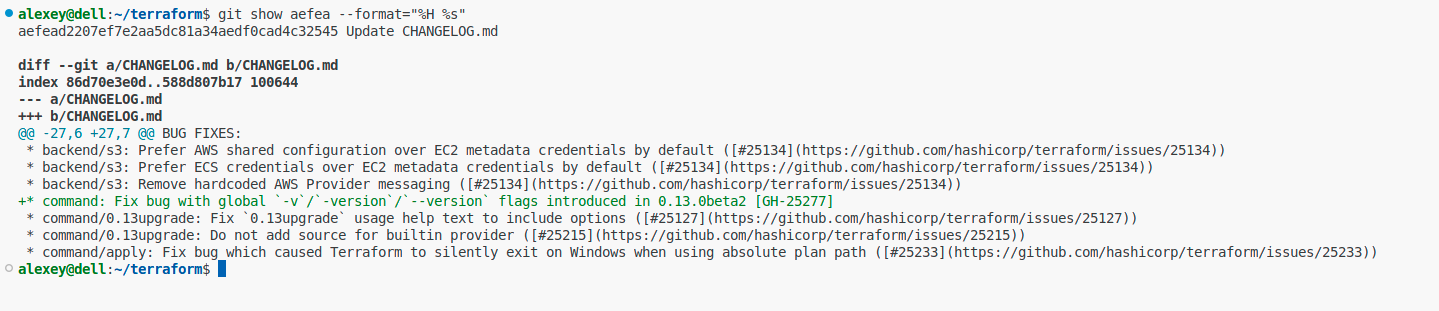 alexey@dell:~/terraform$ git show aefea --format="%H %s"
aefead2207ef7e2aa5dc81a34aedf0cad4c32545 Update CHANGELOG.md
diff --git a/CHANGELOG.md b/CHANGELOG.md
index 86d70e3e0d..588d807b17 100644
--- a/CHANGELOG.md
+++ b/CHANGELOG.md
@@ -27,6 +27,7 @@ BUG FIXES:
 * backend/s3: Prefer AWS shared configuration over EC2 metadata credentials by default ([#25134](https://github.com/hashicorp/terraform/issues/25134))
 * backend/s3: Prefer ECS credentials over EC2 metadata credentials by default ([#25134](https://github.com/hashicorp/terraform/issues/25134))
 * backend/s3: Remove hardcoded AWS Provider messaging ([#25134](https://github.com/hashicorp/terraform/issues/25134))
+* command: Fix bug with global `-v`/`-version`/`--version` flags introduced in 0.13.0beta2 [GH-25277]
 * command/0.13upgrade: Fix `0.13upgrade` usage help text to include options ([#25127](https://github.com/hashicorp/terraform/issues/25127))
 * command/0.13upgrade: Do not add source for builtin provider ([#25215](https://github.com/hashicorp/terraform/issues/25215))
 * command/apply: Fix bug which caused Terraform to silently exit on Windows when using absolute plan path ([#25233](https://github.com/hashicorp/terraform/issues/25233))
alexey@dell:~/terraform$